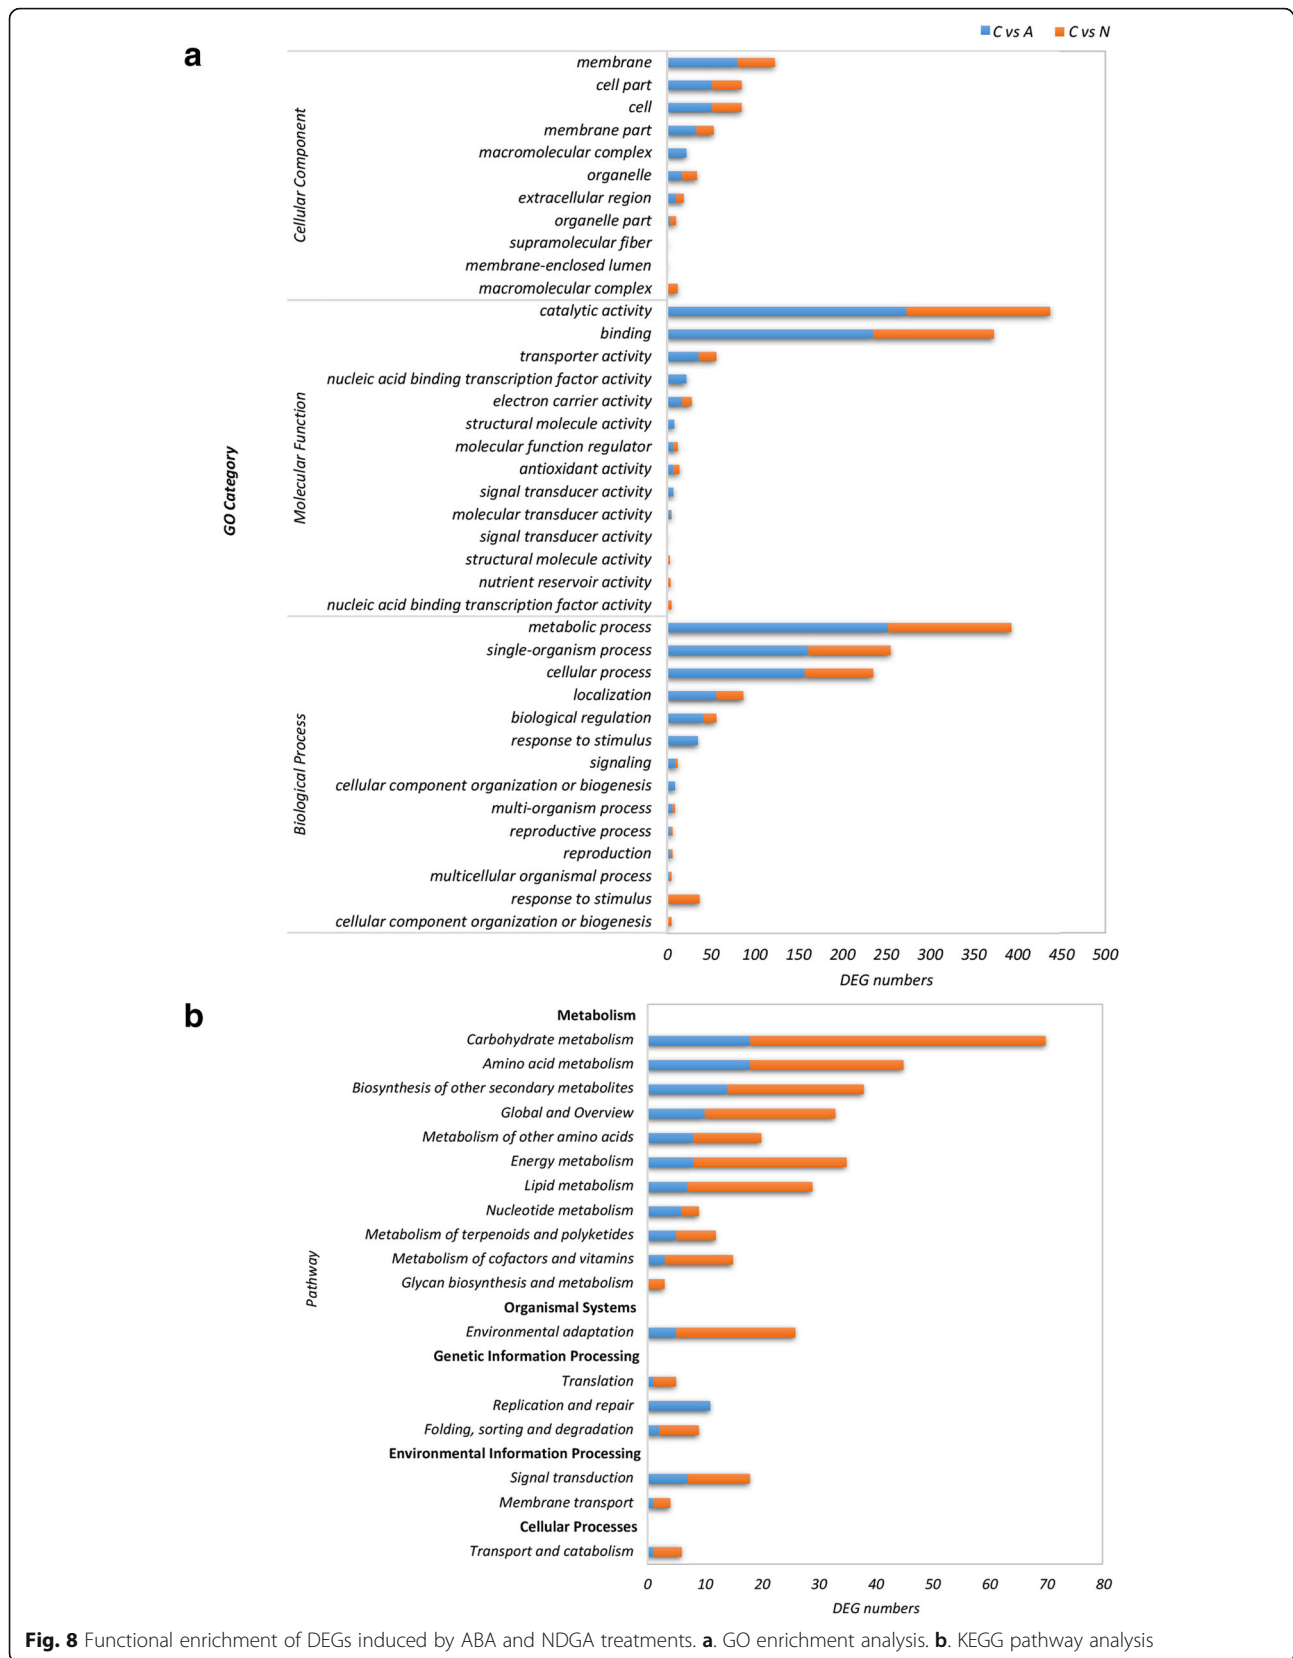 C vs A C vs N
a
GO Category
Cellular Component
membrane
cell part
cell
membrane part
macromolecular complex
organelle
extracellular region
organelle part
supramolecular fiber
membrane-enclosed lumen
macromolecular complex
Molecular Function
catalytic activity
binding
transporter activity
nucleic acid binding transcription factor activity
electron carrier activity
structural molecule activity
molecular function regulator
antioxidant activity
signal transducer activity
molecular transducer activity
signal transducer activity
structural molecule activity
nutrient reservoir activity
nucleic acid binding transcription factor activity
Biological Process
metabolic process
single-organism process
cellular process
localization
biological regulation
response to stimulus
signaling
cellular component organization or biogenesis
multi-organism process
reproductive process
reproduction
multicellular organismal process
response to stimulus
cellular component organization or biogenesis
0 50 100 150 200 250 300 350 400 450 500
DEG numbers
b
Pathway
Metabolism
Carbohydrate metabolism
Amino acid metabolism
Biosynthesis of other secondary metabolites
Global and Overview
Metabolism of other amino acids
Energy metabolism
Lipid metabolism
Nucleotide metabolism
Metabolism of terpenoids and polyketides
Metabolism of cofactors and vitamins
Glycan biosynthesis and metabolism
Organismal Systems
Environmental adaptation
Genetic Information Processing
Translation
Replication and repair
Folding, sorting and degradation
Environmental Information Processing
Signal transduction
Membrane transport
Cellular Processes
Transport and catabolism
0 10 20 30 40 50 60 70 80
DEG numbers
Fig. 8 Functional enrichment of DEGs induced by ABA and NDGA treatments. a. GO enrichment analysis. b. KEGG pathway analysis